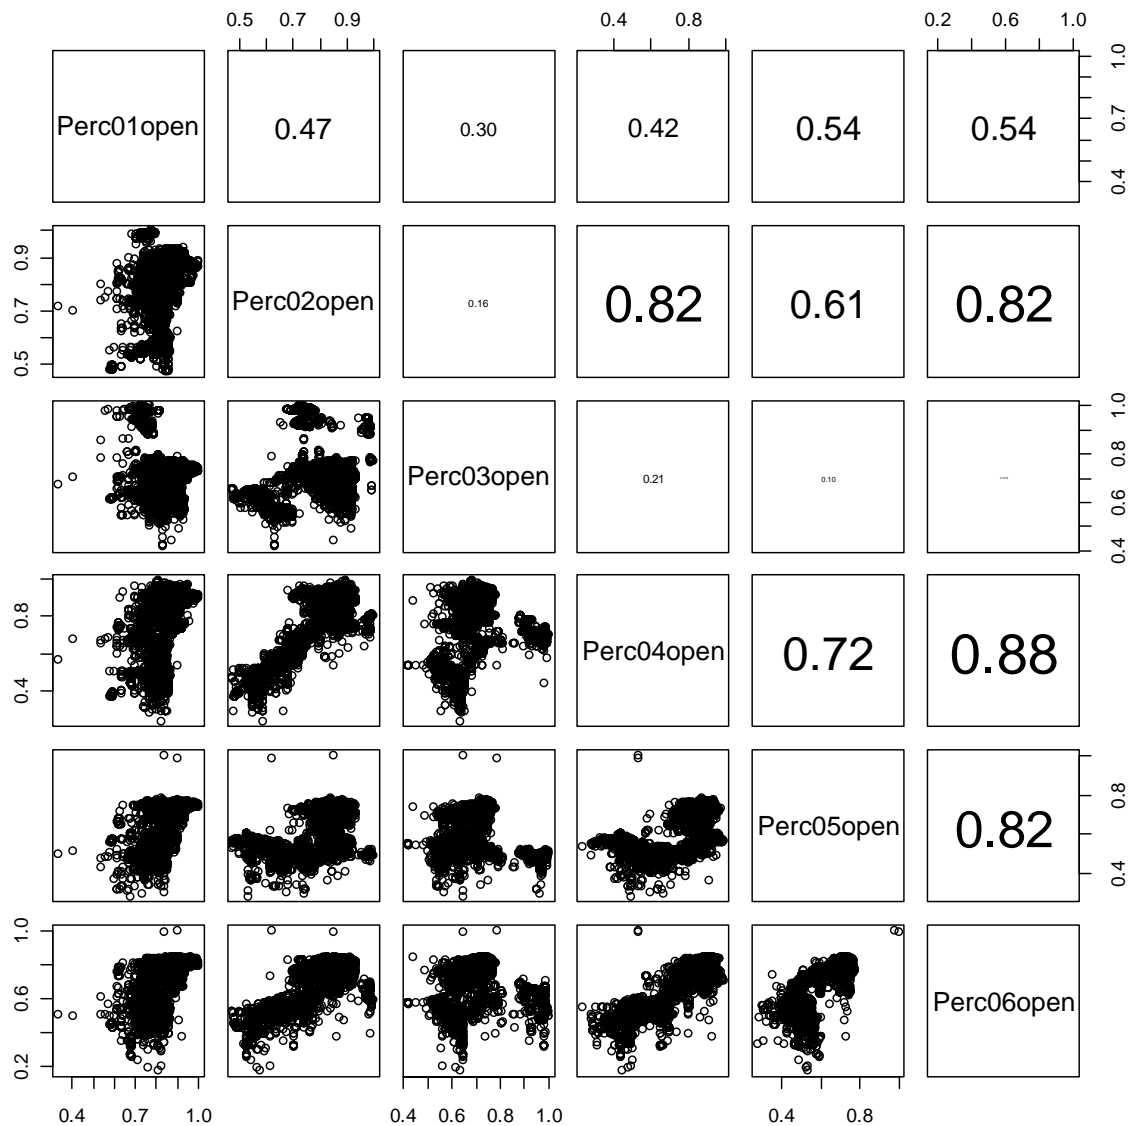 0.5 0.7 0.9 0.4 0.8 0.2 0.6 1.0
Perc01open 0.47 0.30 0.42 0.54 0.54 0.4 0.7 1.0
0.5 0.7 0.9 Perc02open 0.16 0.82 0.61 0.82
Perc03open 0.21 0.10 0.4 0.6 0.8 1.0
0.4 0.8 Perc04open 0.72 0.88
Perc05open 0.82 0.4 0.8
0.2 0.6 1.0 Perc06open
0.4 0.7 1.0 0.4 0.6 0.8 1.0 0.4 0.8